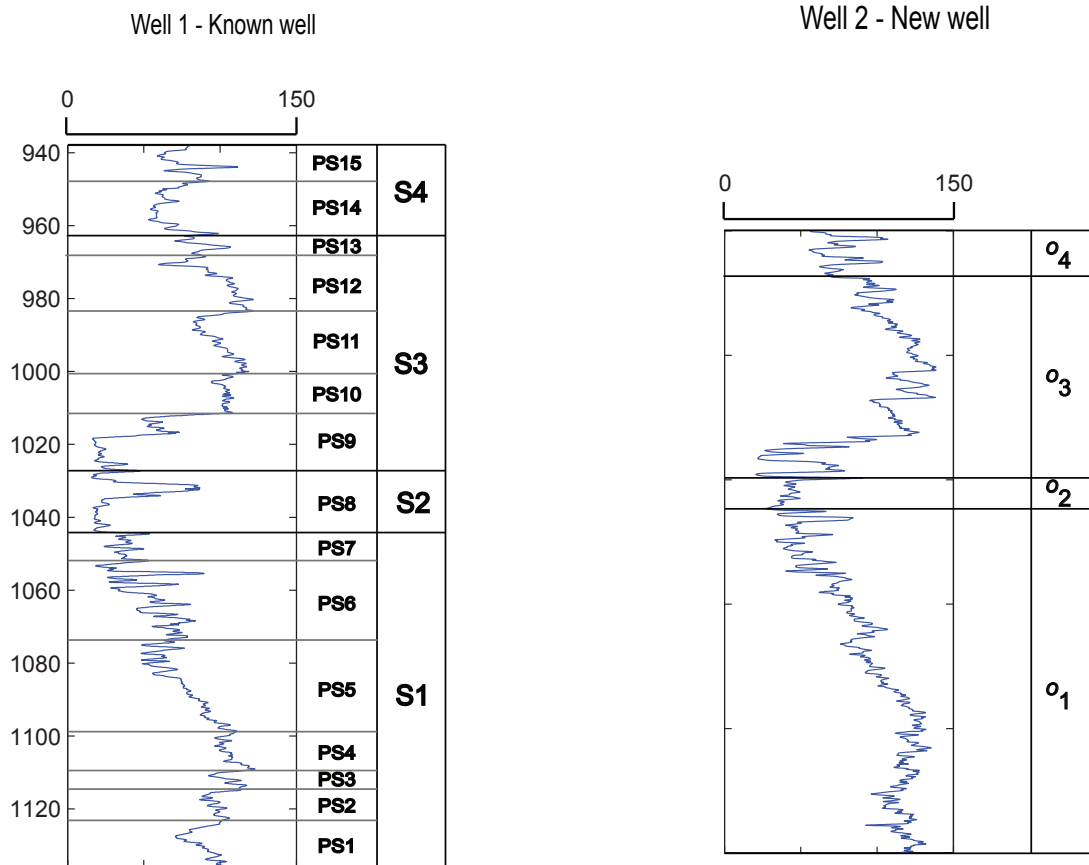 Well 1 - Known well
0 150
940
960
980
1000
1020
1040
1060
1080
1100
1120
PS15
PS14
PS13
PS12
PS11
PS10
PS9
PS8
PS7
PS6
PS5
PS4
PS3
PS2
PS1
S4
S3
S2
S1
Well 2 - New well
0 150
o4
o3
o2
o1